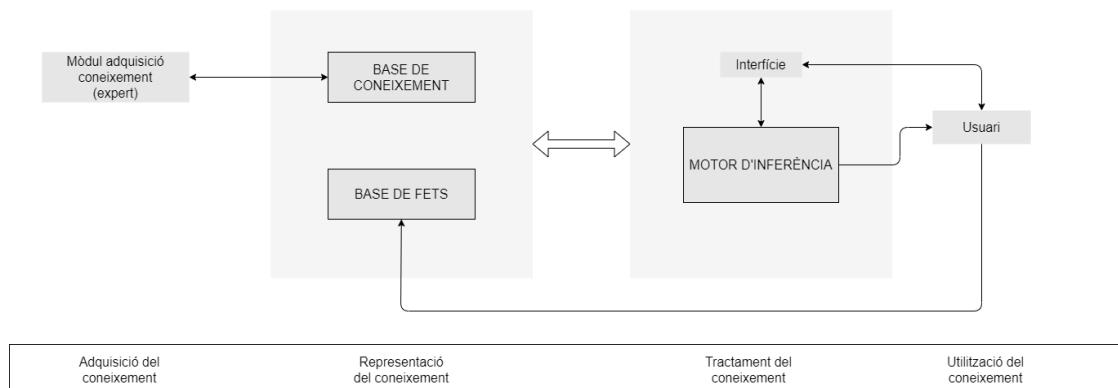 Mòdul adquisició
coneixement
(expert)
BASE DE
CONEIXEMENT
BASE DE FETS
Interfície
MOTOR D'INFERÈNCIA
Usuari
Adquisició del
coneixement
Representació
del coneixement
Tractament del
coneixement
Utilització del
coneixement